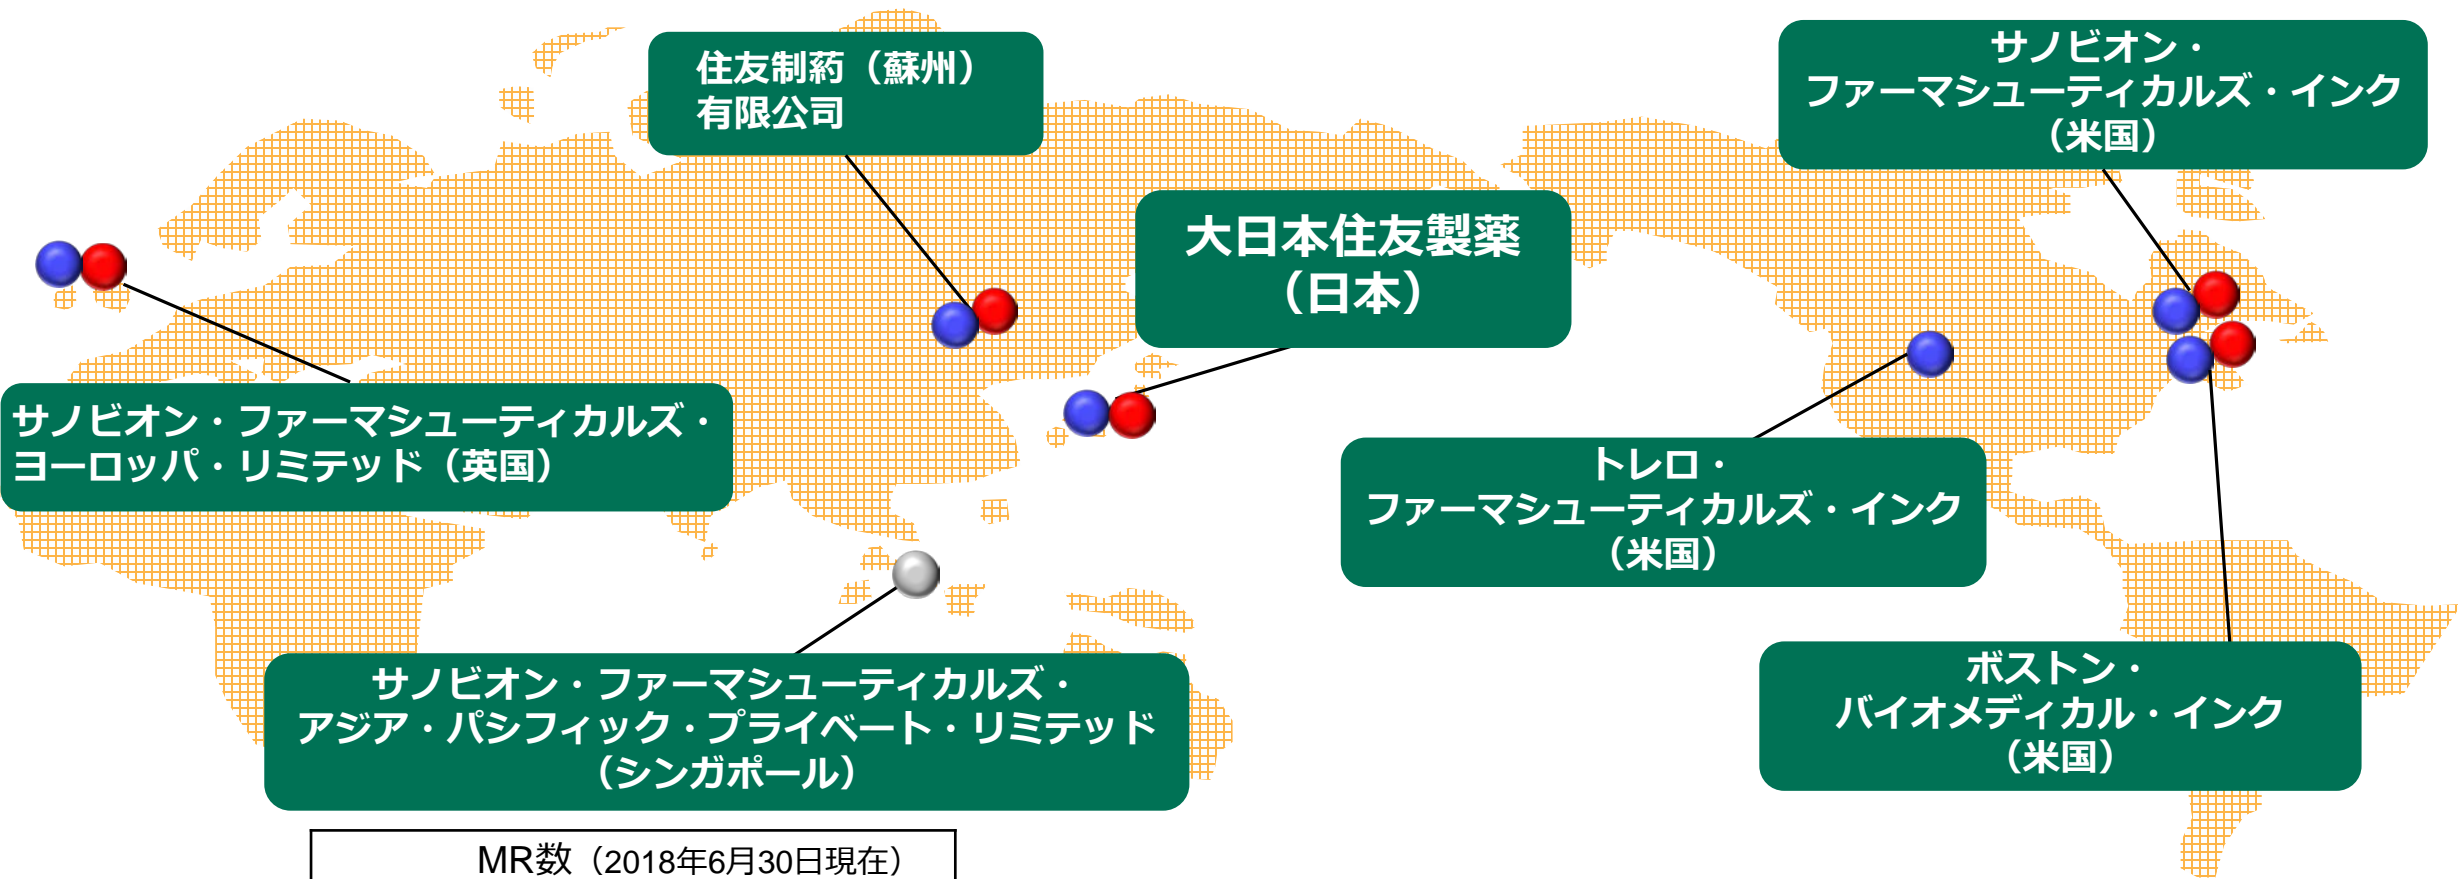 住友制葯（蘇州）
有限公司
サノビオン・
ファーマシューティカルズ・インク
（米国）
大日本住友製薬
（日本）
サノビオン・ファーマシューティカルズ・
ヨーロッパ・リミテッド（英国）
トレロ・
ファーマシューティカルズ・インク
（米国）
サノビオン・ファーマシューティカルズ・
アジア・パシフィック・プライベート・リミテッド
（シンガポール）
ボストン・
バイオメディカル・インク
（米国）
MR数（2018年6月30日現在）